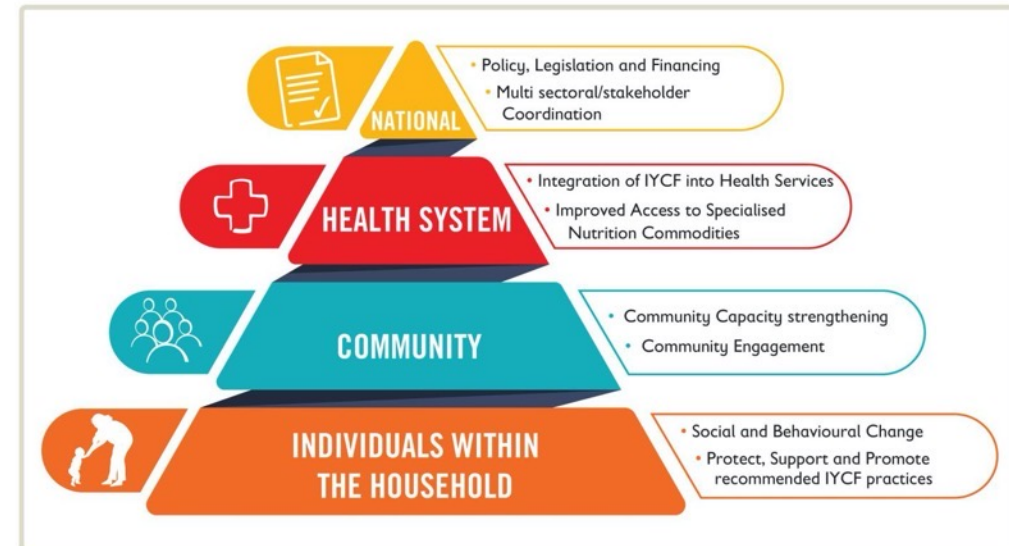 • Policy, Legislation and Financing
• Multi sectoral/stakeholder
Coordination
NATIONAL
• Integration of IYCF into Health Services
• Improved Access to Specialised
Nutrition Commodities
HEALTH SYSTEM
• Community Capacity strengthening
• Community Engagement
COMMUNITY
• Social and Behavioural Change
• Protect, Support and Promote
recommended IYCF practices
INDIVIDUALS WITHIN
THE HOUSEHOLD